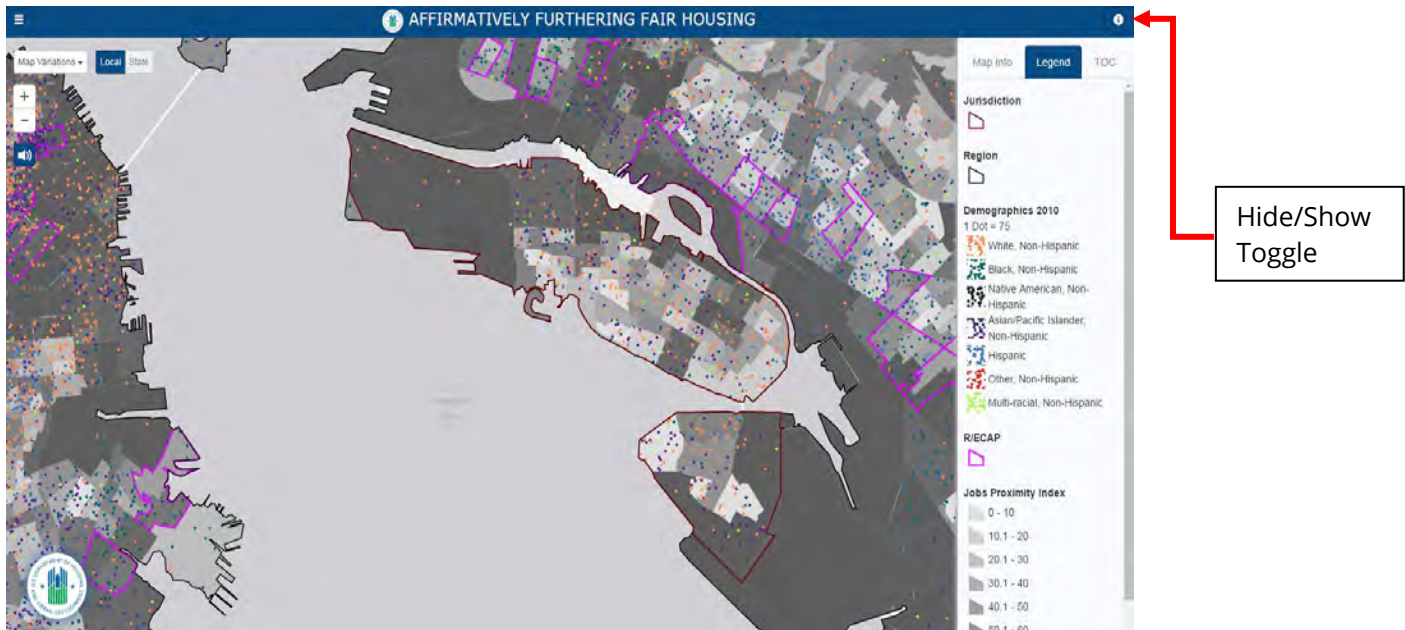 AFFIRMATIVELY FURTHERING FAIR HOUSING
Map Variations
Local
State
+
−
Map Info
Legend
TOC
Jurisdiction
Region
Demographics 2010
1 Dot = 75
White, Non-Hispanic
Black, Non-Hispanic
Native American, Non-
Hispanic
Asian/Pacific Islander,
Non-Hispanic
Hispanic
Other, Non-Hispanic
Multi-racial, Non-Hispanic
R/ECAP
Jobs Proximity Index
0 - 10
10.1 - 20
20.1 - 30
30.1 - 40
40.1 - 50
50.1 - 60
Hide/Show
Toggle